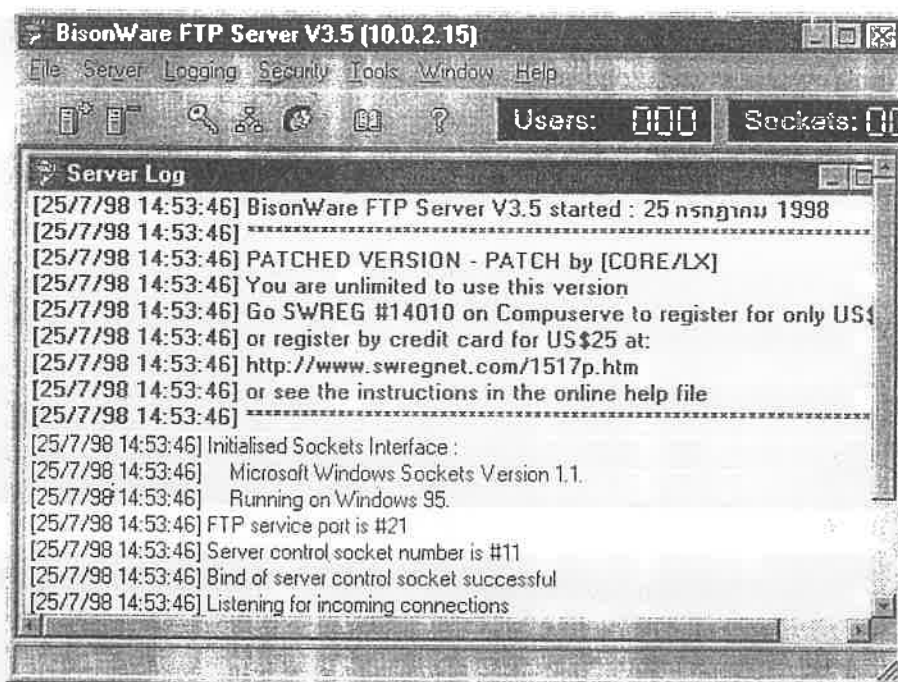 BisonWare FTP Server V3.5 (10.0.2.15)
File Server Logging Security Tools Window Help
Users: 000 Sockets:
Server Log
[25/7/98 14:53:46] BisonWare FTP Server V3.5 started : 25 กรกฎาคม 1998
[25/7/98 14:53:46] **********************************************************************
[25/7/98 14:53:46] PATCHED VERSION - PATCH by [CORE/LX]
[25/7/98 14:53:46] You are unlimited to use this version
[25/7/98 14:53:46] Go SWREG #14010 on Compuserve to register for only US$
[25/7/98 14:53:46] or register by credit card for US$25 at:
[25/7/98 14:53:46] http://www.swregnet.com/1517p.htm
[25/7/98 14:53:46] or see the instructions in the online help file
[25/7/98 14:53:46] **********************************************************************
[25/7/98 14:53:46] Initialised Sockets Interface :
[25/7/98 14:53:46] Microsoft Windows Sockets Version 1.1.
[25/7/98 14:53:46] Running on Windows 95.
[25/7/98 14:53:46] FTP service port is #21
[25/7/98 14:53:46] Server control socket number is #11
[25/7/98 14:53:46] Bind of server control socket successful
[25/7/98 14:53:46] Listening for incoming connections